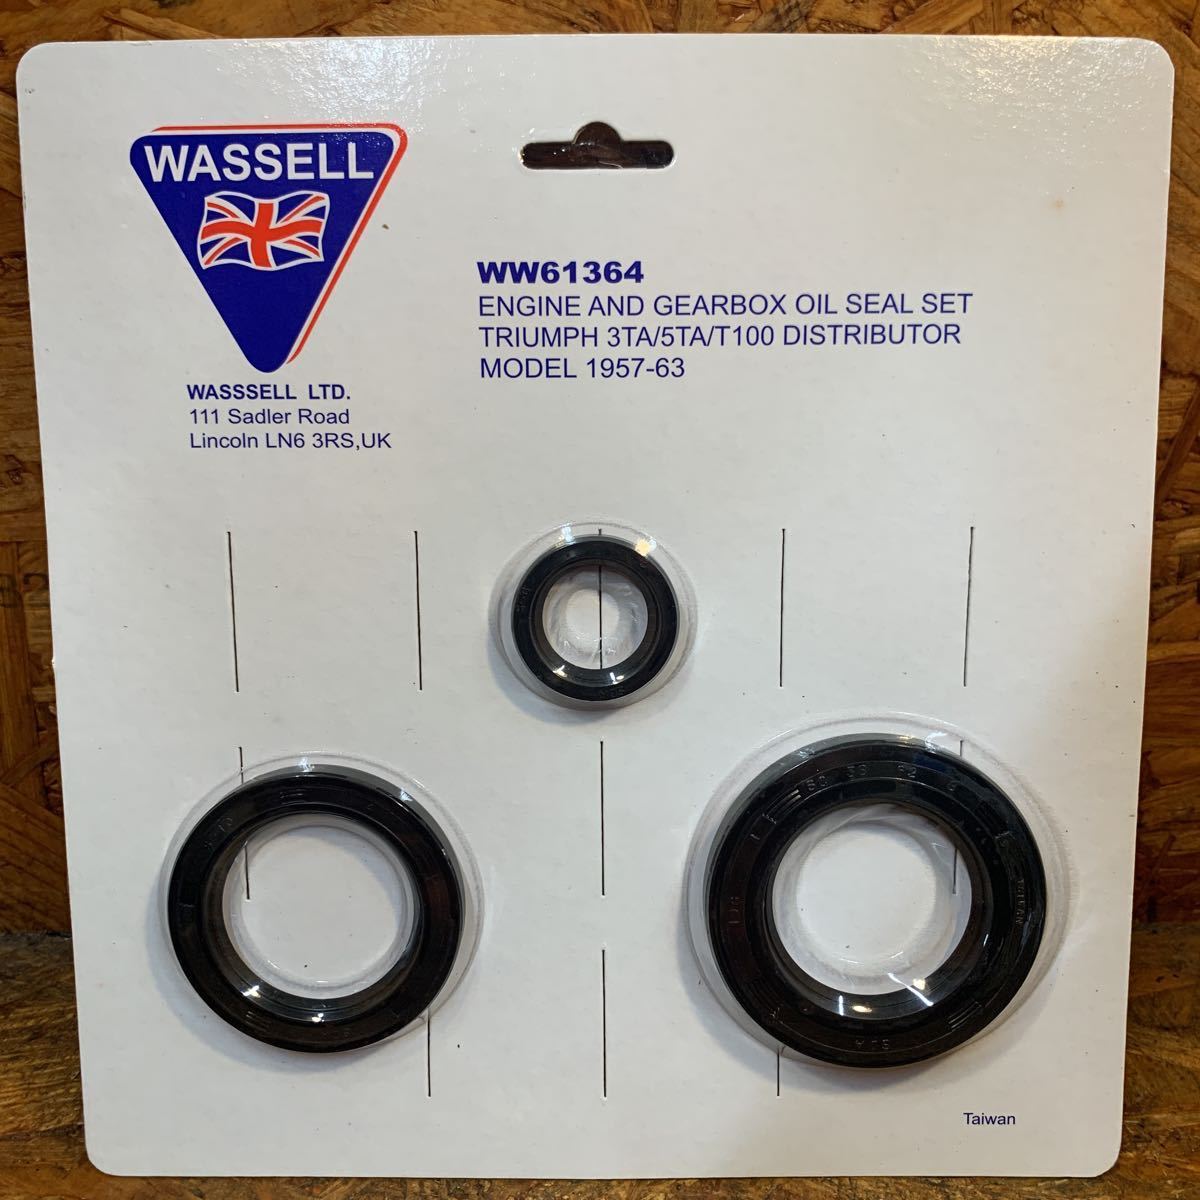 WASSELL
WASSSELL LTD.
111 Sadler Road
Lincoln LN6 3RS,UK
WW61364
ENGINE AND GEARBOX OIL SEAL SET
TRIUMPH 3TA/5TA/T100 DISTRIBUTOR
MODEL 1957-63
TAIWAN
Taiwan